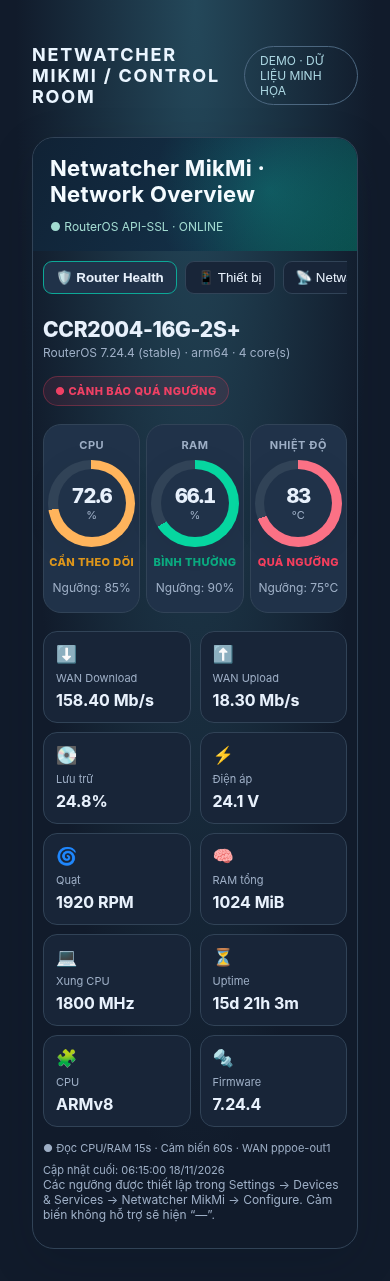 NETWATCHER
MIKMI / CONTROL
ROOM
DEMO · DỮ
LIỆU MINH
HỌA
Netwatcher MikMi ·
Network Overview
● RouterOS API-SSL · ONLINE
🛡️ Router Health
📱 Thiết bị
📡 Netw
CCR2004-16G-2S+
RouterOS 7.24.4 (stable) · arm64 · 4 core(s)
● CẢNH BÁO QUÁ NGƯỠNG
CPU
72.6
%
CẦN THEO DÕI
Ngưỡng: 85%
RAM
66.1
%
BÌNH THƯỜNG
Ngưỡng: 90%
NHIỆT ĐỘ
83
°C
QUÁ NGƯỠNG
Ngưỡng: 75°C
⬇️
WAN Download
158.40 Mb/s
⬆️
WAN Upload
18.30 Mb/s
💽
Lưu trữ
24.8%
⚡
Điện áp
24.1 V
🌀
Quạt
1920 RPM
🧠
RAM tổng
1024 MiB
💻
Xung CPU
1800 MHz
⏳
Uptime
15d 21h 3m
🧩
CPU
ARMv8
🔩
Firmware
7.24.4
● Đọc CPU/RAM 15s · Cảm biến 60s · WAN pppoe-out1
Cập nhật cuối: 06:15:00 18/11/2026
Các ngưỡng được thiết lập trong Settings → Devices
& Services → Netwatcher MikMi → Configure. Cảm
biến không hỗ trợ sẽ hiện “—”.